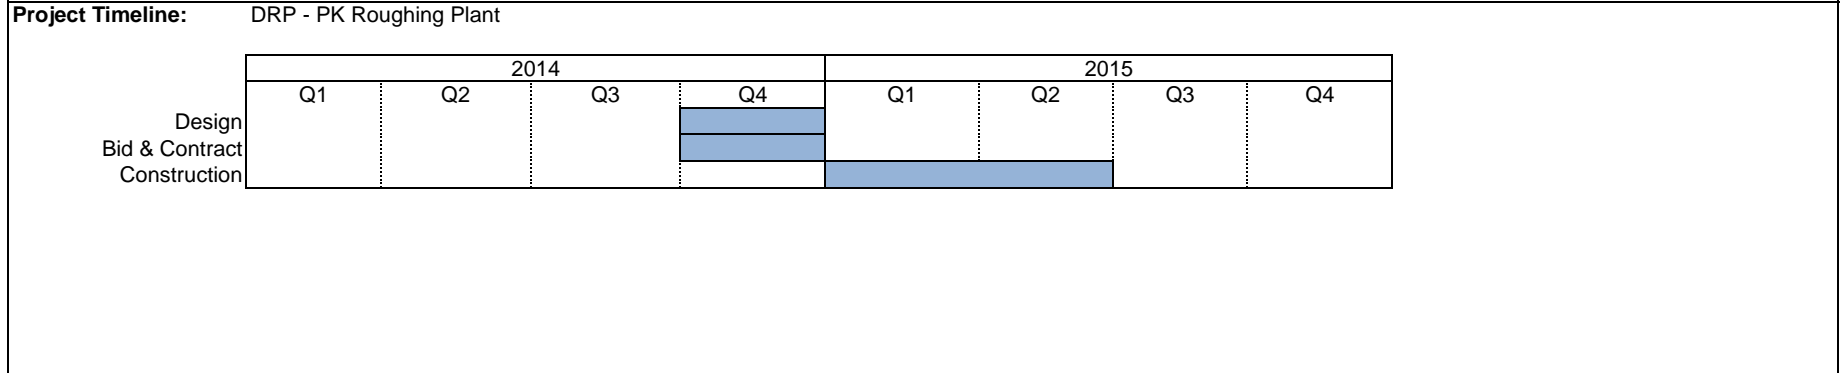 Project Timeline: DRP - PK Roughing Plant
2014 2015
Q1 Q2 Q3 Q4 Q1 Q2 Q3 Q4
Design
Bid & Contract
Construction